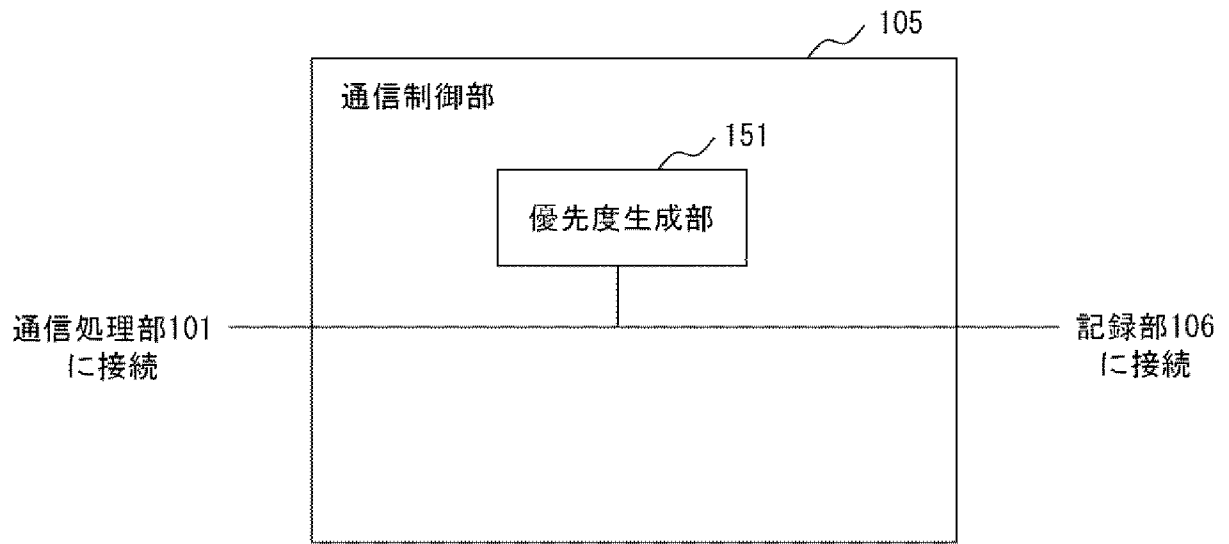 105
通信制御部
151
優先度生成部
通信処理部101
に接続
記録部106
に接続